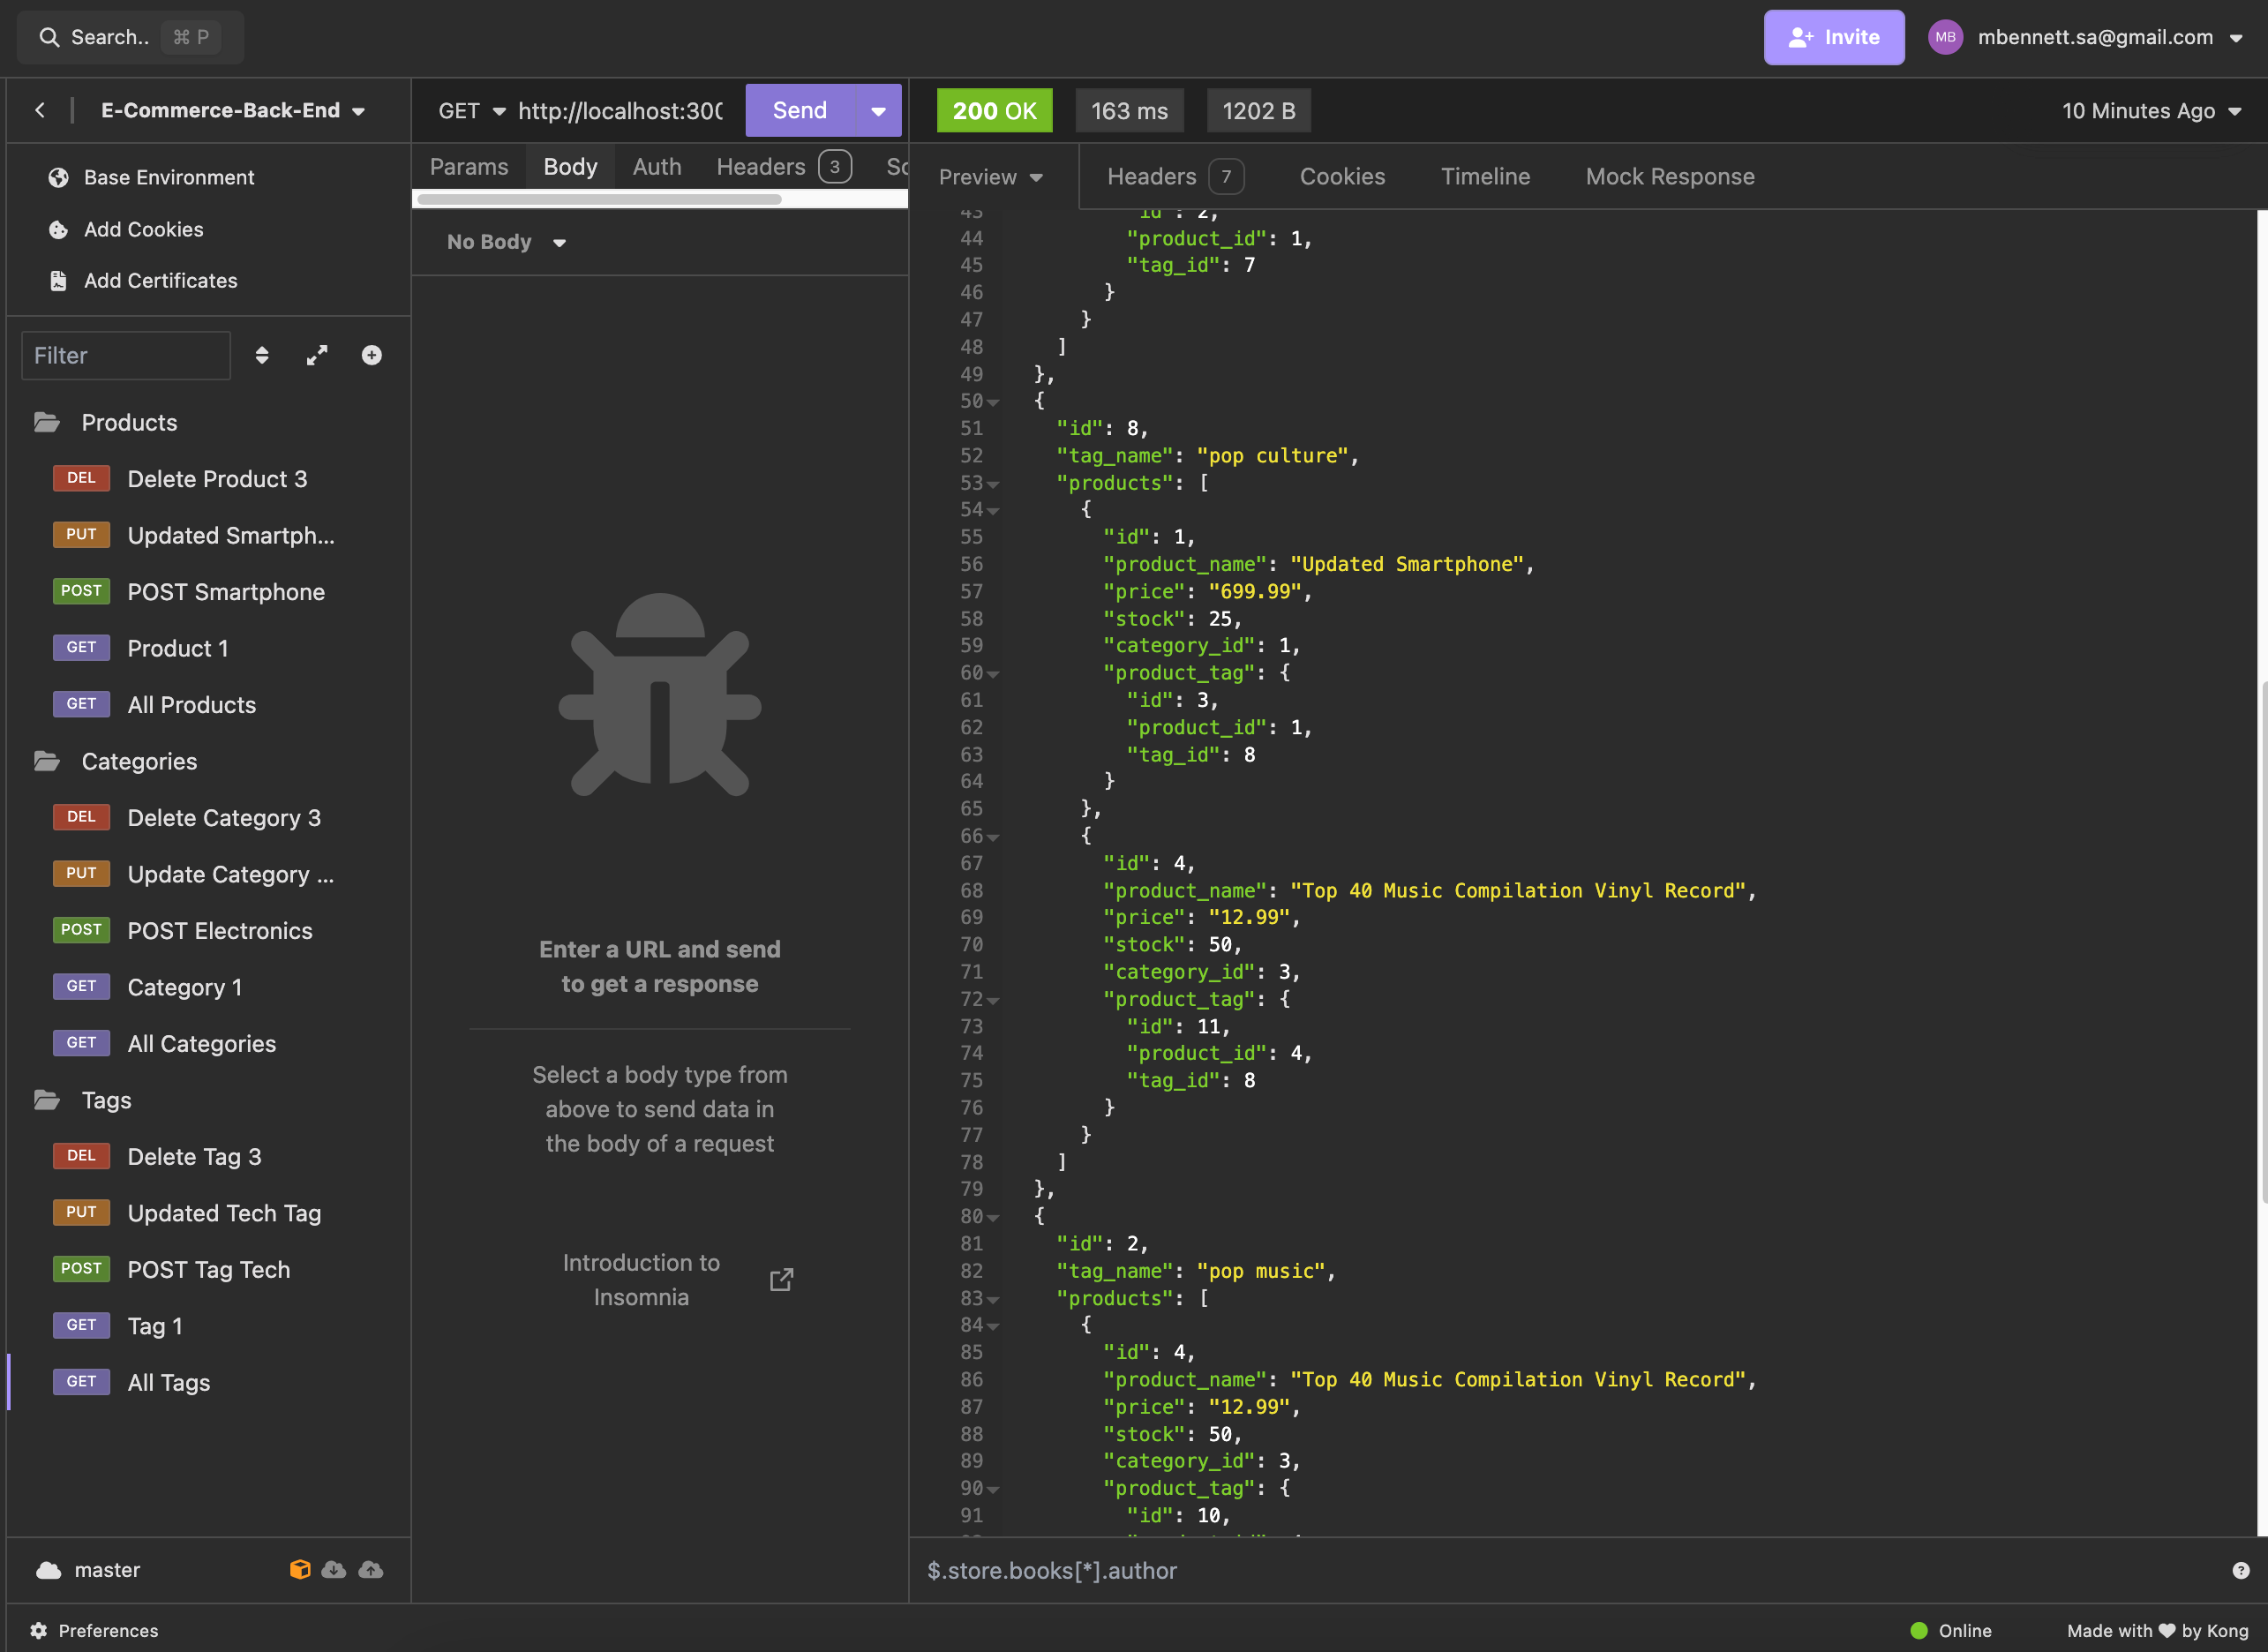 Search.. ⌘ P
Invite
MB mbennett.sa@gmail.com
E-Commerce-Back-End
Base Environment
Add Cookies
Add Certificates
Filter
Products
DEL Delete Product 3
PUT Updated Smartph...
POST POST Smartphone
GET Product 1
GET All Products
Categories
DEL Delete Category 3
PUT Update Category ...
POST POST Electronics
GET Category 1
GET All Categories
Tags
DEL Delete Tag 3
PUT Updated Tech Tag
POST POST Tag Tech
GET Tag 1
GET All Tags
master
Preferences
GET http://localhost:300 Send
Params Body Auth Headers 3 Sc
No Body
Enter a URL and send
to get a response
Select a body type from
above to send data in
the body of a request
Introduction to
Insomnia
200 OK 163 ms 1202 B 10 Minutes Ago
Preview Headers 7 Cookies Timeline Mock Response
43 "id": 2,
44 "product_id": 1,
45 "tag_id": 7
46 }
47 }
48 ]
49 },
50 {
51 "id": 8,
52 "tag_name": "pop culture",
53 "products": [
54 {
55 "id": 1,
56 "product_name": "Updated Smartphone",
57 "price": "699.99",
58 "stock": 25,
59 "category_id": 1,
60 "product_tag": {
61 "id": 3,
62 "product_id": 1,
63 "tag_id": 8
64 }
65 },
66 {
67 "id": 4,
68 "product_name": "Top 40 Music Compilation Vinyl Record",
69 "price": "12.99",
70 "stock": 50,
71 "category_id": 3,
72 "product_tag": {
73 "id": 11,
74 "product_id": 4,
75 "tag_id": 8
76 }
77 }
78 ]
79 },
80 {
81 "id": 2,
82 "tag_name": "pop music",
83 "products": [
84 {
85 "id": 4,
86 "product_name": "Top 40 Music Compilation Vinyl Record",
87 "price": "12.99",
88 "stock": 50,
89 "category_id": 3,
90 "product_tag": {
91 "id": 10,
$.store.books[*].author
Online
Made with ♥ by Kong